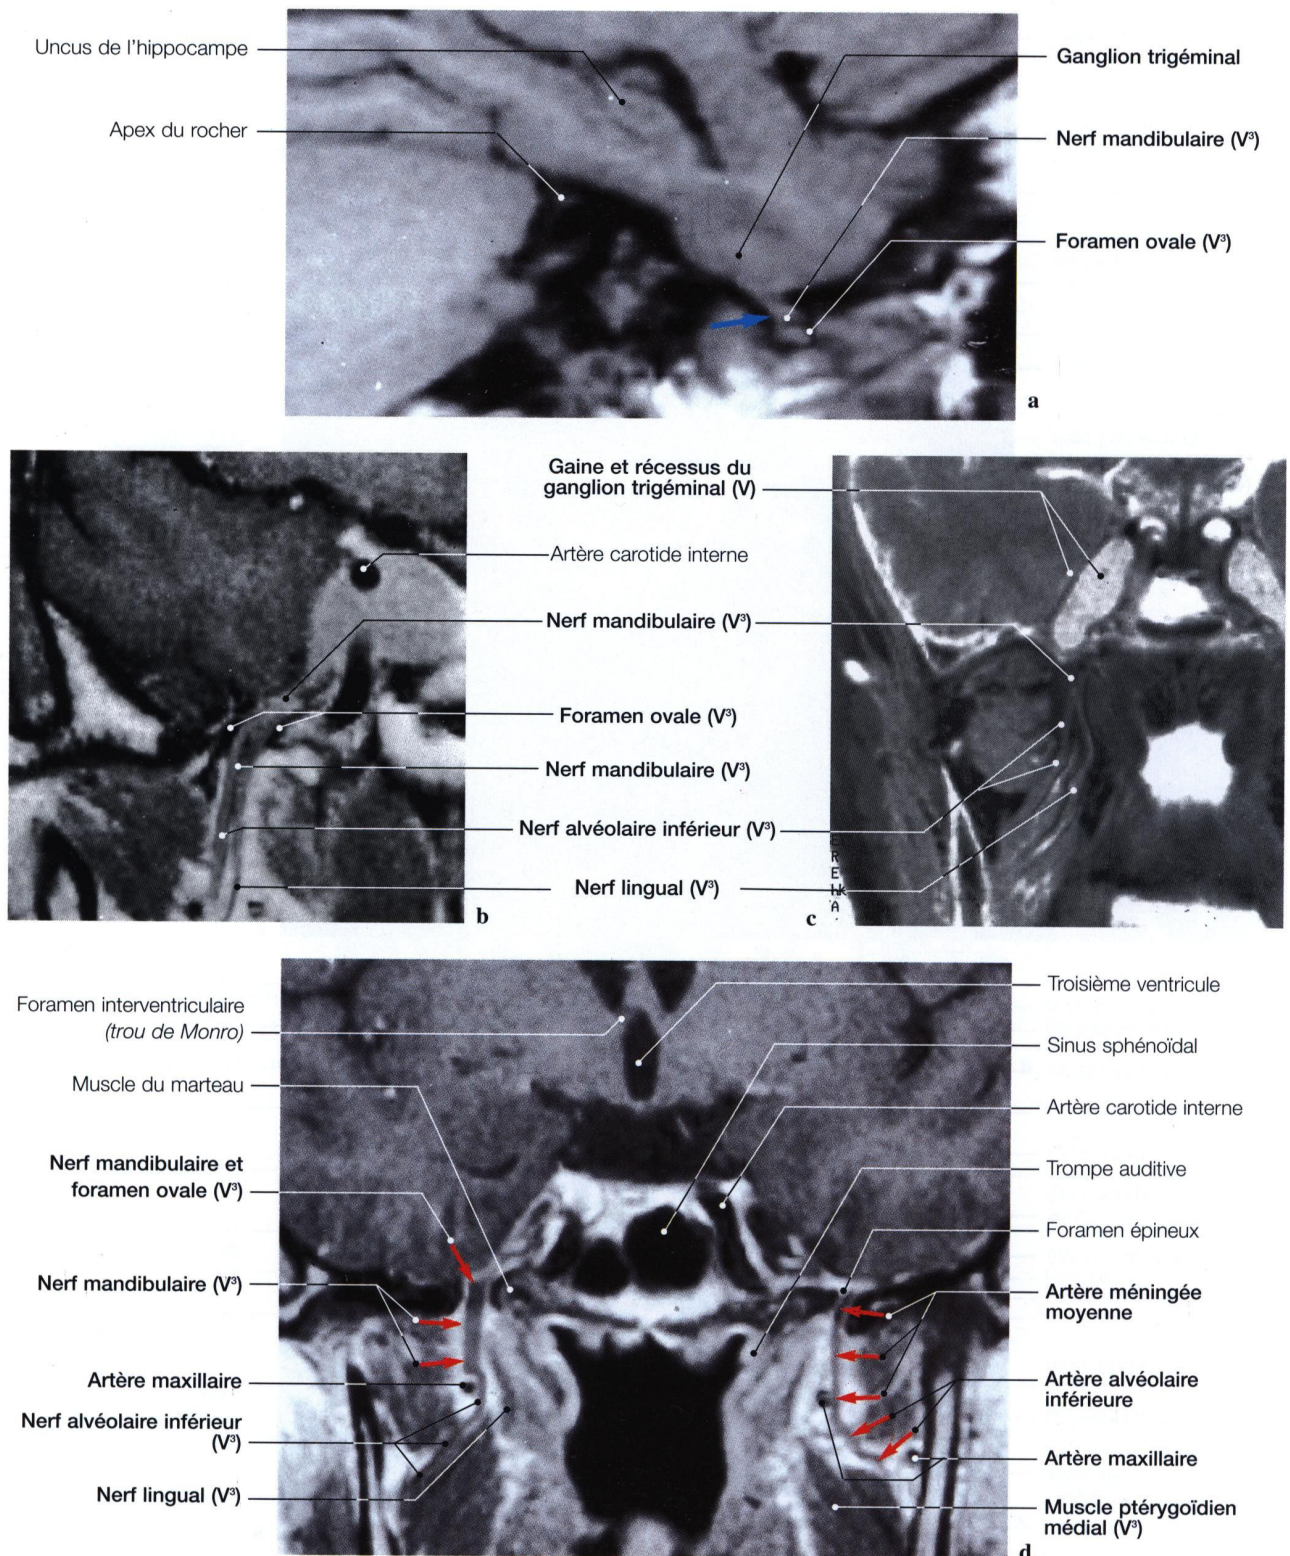 Uncus de l'hippocampe
Apex du rocher
Ganglion trigéminal
Nerf mandibulaire (V³)
Foramen ovale (V³)
a
Gaine et récessus du
ganglion trigéminal (V)
Artère carotide interne
Nerf mandibulaire (V³)
Foramen ovale (V³)
Nerf mandibulaire (V³)
Nerf alvéolaire inférieur (V³)
Nerf lingual (V³)
b
c
Foramen interventriculaire
(trou de Monro)
Muscle du marteau
Nerf mandibulaire et
foramen ovale (V³)
Nerf mandibulaire (V³)
Artère maxillaire
Nerf alvéolaire inférieur
(V³)
Nerf lingual (V³)
Troisième ventricule
Sinus sphénoïdal
Artère carotide interne
Trompe auditive
Foramen épineux
Artère méningée
moyenne
Artère alvéolaire
inférieure
Artère maxillaire
Muscle ptérygoïdien
médial (V³)
d